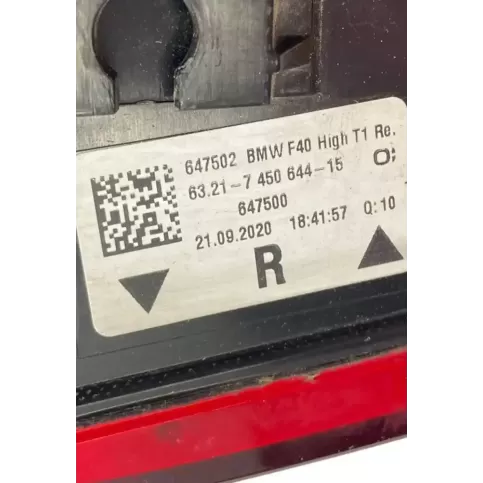 647502 BMW F40 High T1 Re.
63.21-7 450 644-15
647500
21.09.2020 18:41:57 Q:10
R